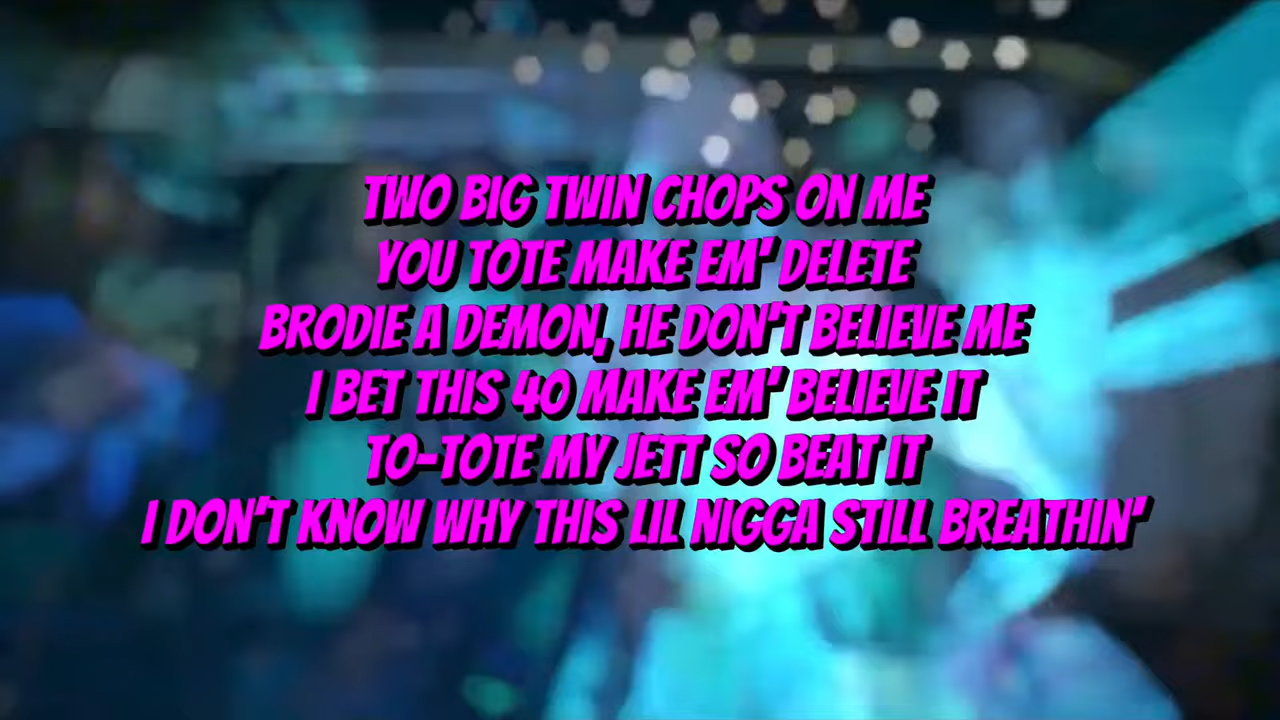 TWO BIG TWIN CHOPS ON ME
YOU TOTE MAKE EM' DELETE
BRODIE A DEMON, HE DON'T BELIEVE ME
I BET THIS 40 MAKE EM' BELIEVE IT
TO-TOTE MY JETT SO BEAT IT
I DON'T KNOW WHY THIS LIL NIGGA STILL BREATHIN'